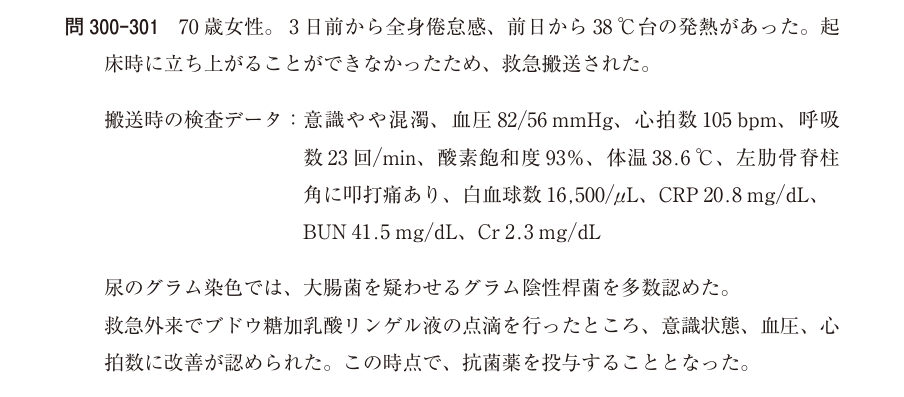 問 300-301 70 歳女性。3 日前から全身倦怠感、前日から 38 ℃台の発熱があった。起
床時に立ち上がることができなかったため、救急搬送された。
搬送時の検査データ：意識やや混濁、血圧 82/56 mmHg、心拍数 105 bpm、呼吸
数 23 回/min、酸素飽和度 93%、体温 38.6 ℃、左肋骨脊柱
角に叩打痛あり、白血球数 16,500/μL、CRP 20.8 mg/dL、
BUN 41.5 mg/dL、Cr 2.3 mg/dL
尿のグラム染色では、大腸菌を疑わせるグラム陰性桿菌を多数認めた。
救急外来でブドウ糖加乳酸リンゲル液の点滴を行ったところ、意識状態、血圧、心
拍数に改善が認められた。この時点で、抗菌薬を投与することとなった。